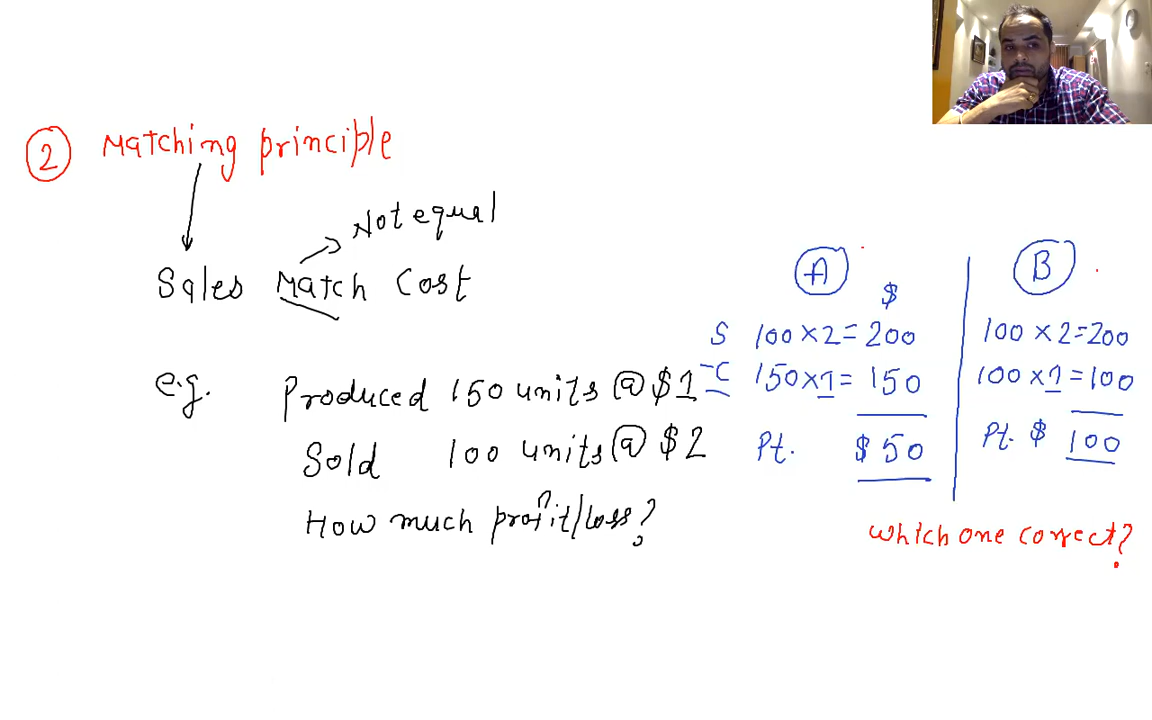 ② Matching principle
Not equal
Sales Match Cost
e.g. Produced 150 units @ $1
Sold 100 units @ $2
How much profit/loss?
A
$
S 100 × 2 = 200
-C 150 × 1 = 150
Pt. $ 50
B
100 × 2 = 200
100 × 1 = 100
Pt. $ 100
which one correct?